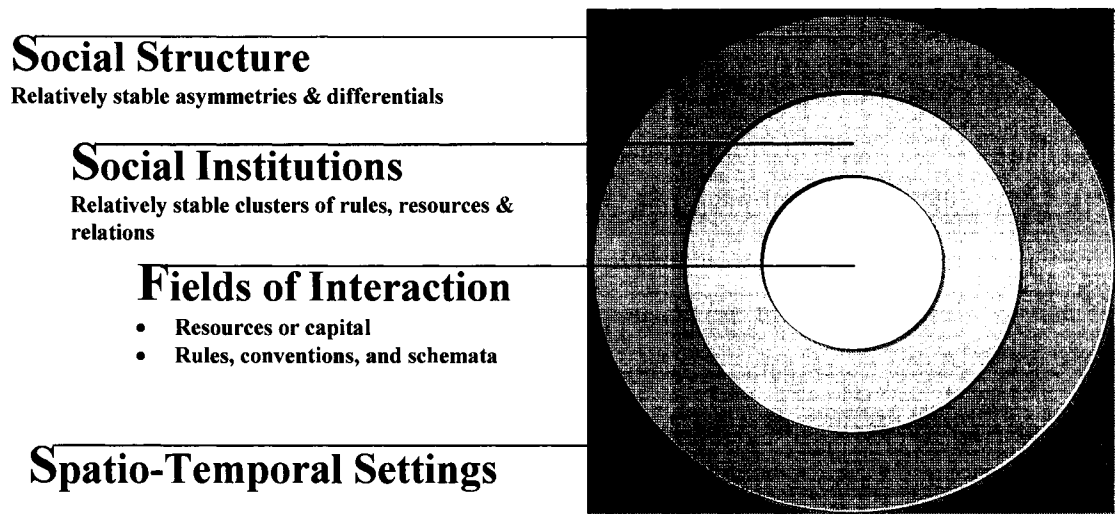 Social Structure
Relatively stable asymmetries & differentials
Social Institutions
Relatively stable clusters of rules, resources &
relations
Fields of Interaction
• Resources or capital
• Rules, conventions, and schemata
Spatio-Temporal Settings